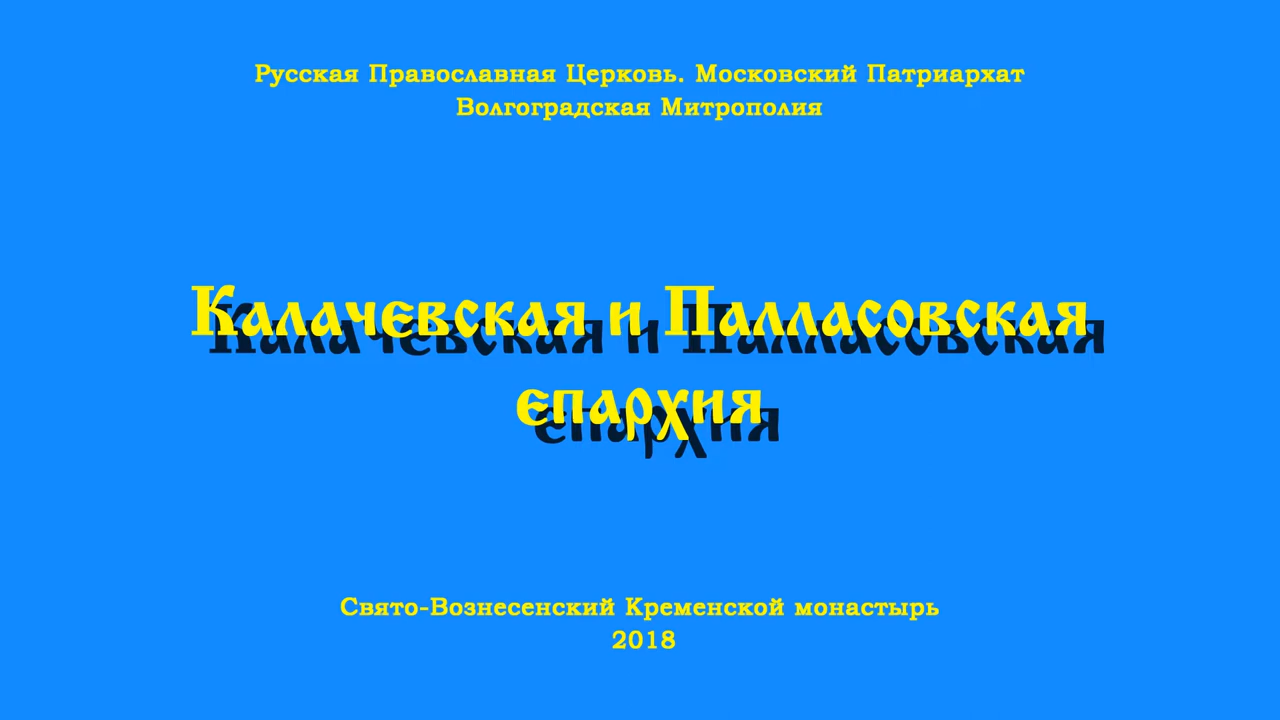 Русская Православная Церковь. Московский Патриархат
Волгоградская Митрополия
Калачевская и Палласовская
епархия
Свято-Вознесенский Кременской монастырь
2018